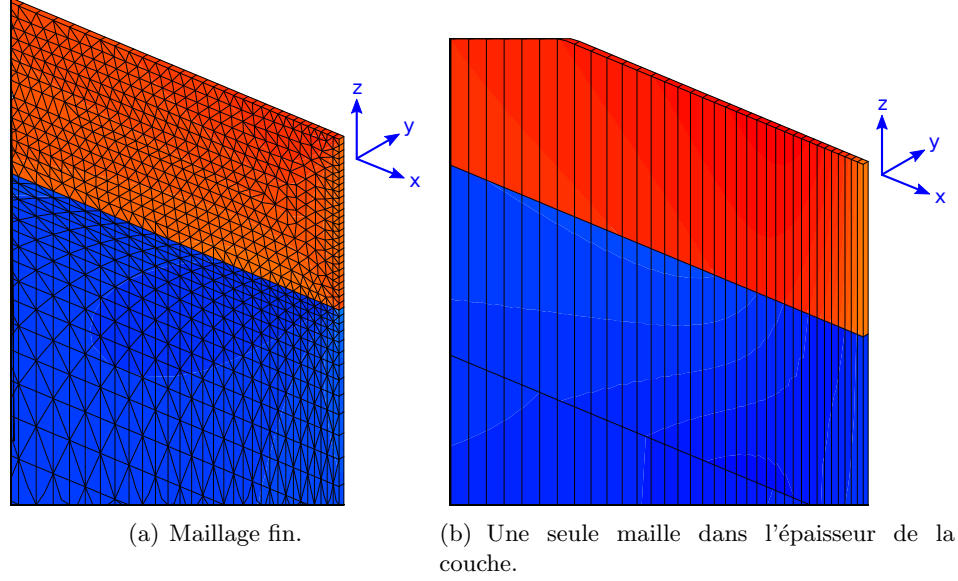 z
y
x
z
y
x
(a) Maillage fin.
(b) Une seule maille dans l'épaisseur de la
couche.